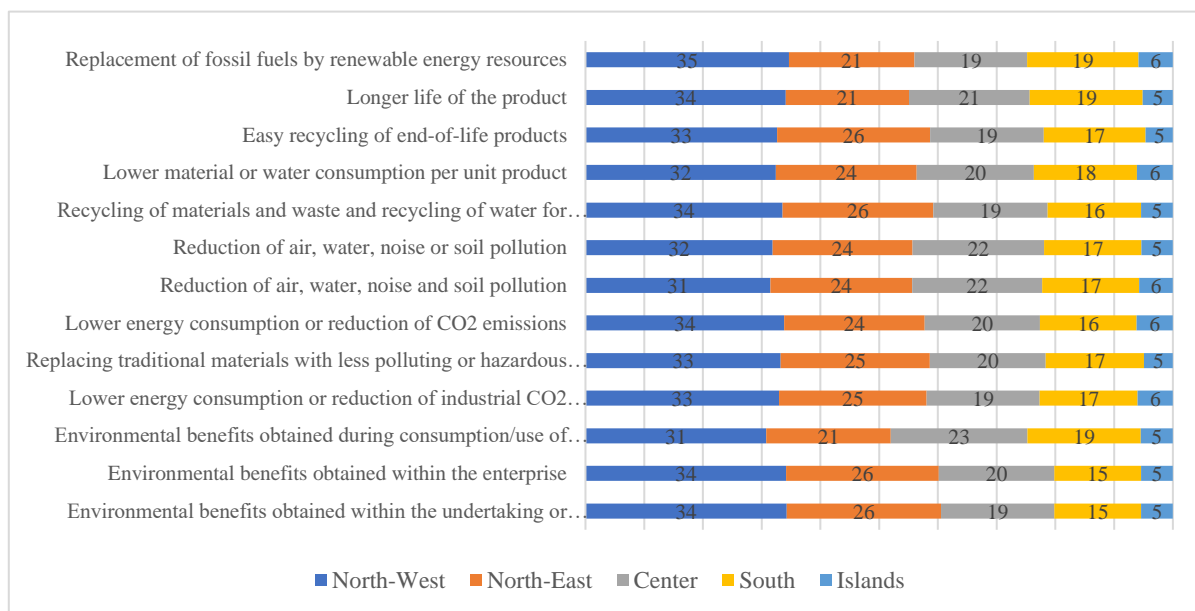 Replacement of fossil fuels by renewable energy resources 35 21 19 19 6
Longer life of the product 34 21 21 19 5
Easy recycling of end-of-life products 33 26 19 17 5
Lower material or water consumption per unit product 32 24 20 18 6
Recycling of materials and waste and recycling of water for… 34 26 19 16 5
Reduction of air, water, noise or soil pollution 32 24 22 17 5
Reduction of air, water, noise and soil pollution 31 24 22 17 6
Lower energy consumption or reduction of CO2 emissions 34 24 20 16 6
Replacing traditional materials with less polluting or hazardous… 33 25 20 17 5
Lower energy consumption or reduction of industrial CO2… 33 25 19 17 6
Environmental benefits obtained during consumption/use of… 31 21 23 19 5
Environmental benefits obtained within the enterprise 34 26 20 15 5
Environmental benefits obtained within the undertaking or… 34 26 19 15 5
North-West North-East Center South Islands